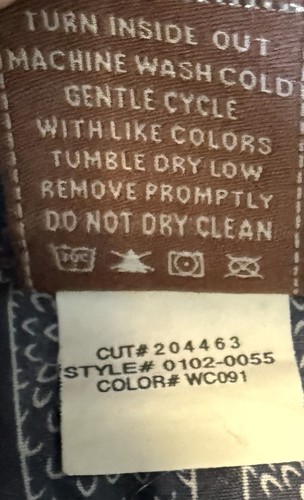 TURN INSIDE OUT
MACHINE WASH COLD
GENTLE CYCLE
WITH LIKE COLORS
TUMBLE DRY LOW
REMOVE PROMPTLY
DO NOT DRY CLEAN
30C
CUT# 204463
STYLE# 0102-0055
COLOR# WC091